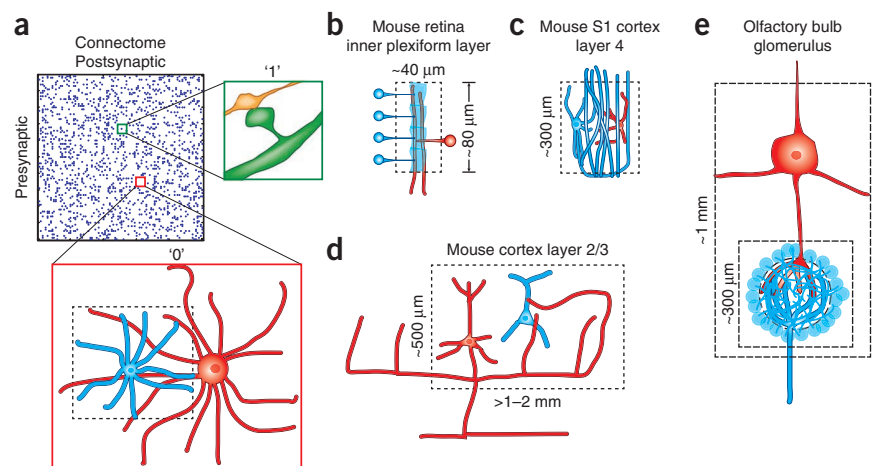 a
Connectome
Postsynaptic
Presynaptic
'1'
'0'
b
Mouse retina
inner plexiform layer
~40 µm
~80 µm
c
Mouse S1 cortex
layer 4
~300 µm
d
Mouse cortex layer 2/3
~500 µm
>1–2 mm
e
Olfactory bulb
glomerulus
~1 mm
~300 µm